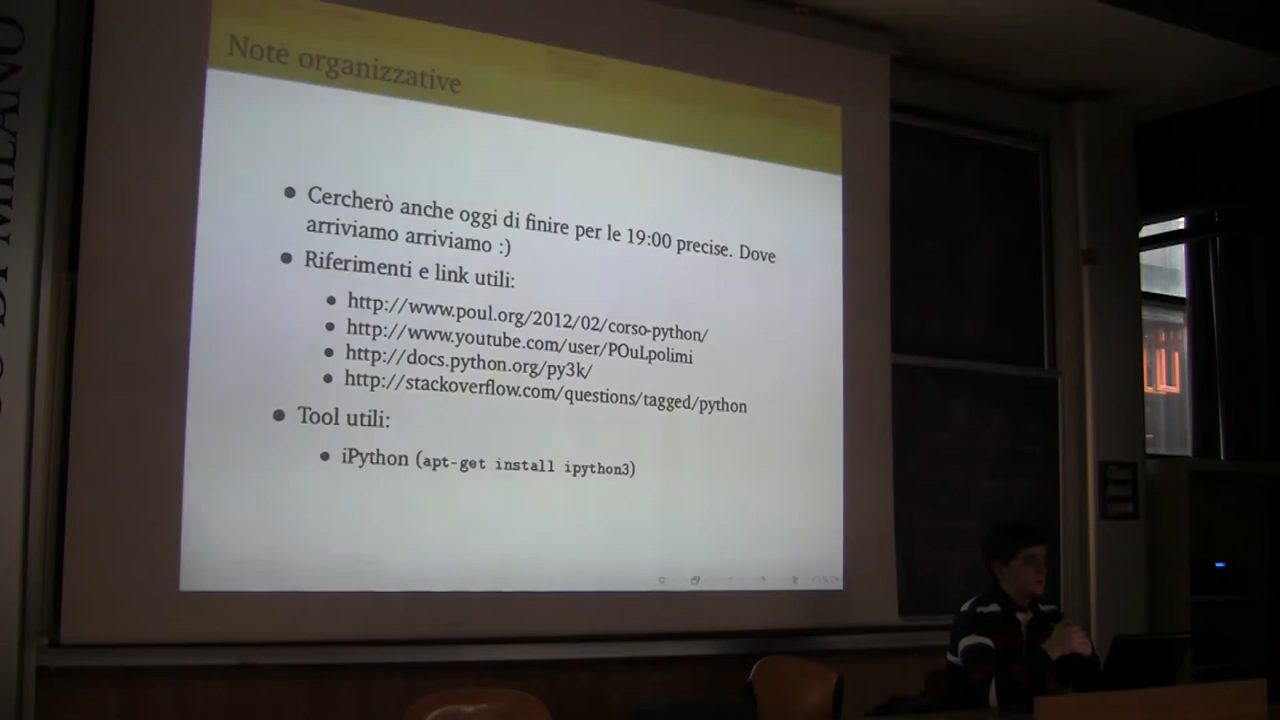 DI MILANO
Note organizzative
Cercherò anche oggi di finire per le 19:00 precise. Dove
arriviamo arriviamo :)
Riferimenti e link utili:
http://www.poul.org/2012/02/corso-python/
http://www.youtube.com/user/POuLpolimi
http://docs.python.org/py3k/
http://stackoverflow.com/questions/tagged/python
Tool utili:
iPython (apt-get install ipython3)